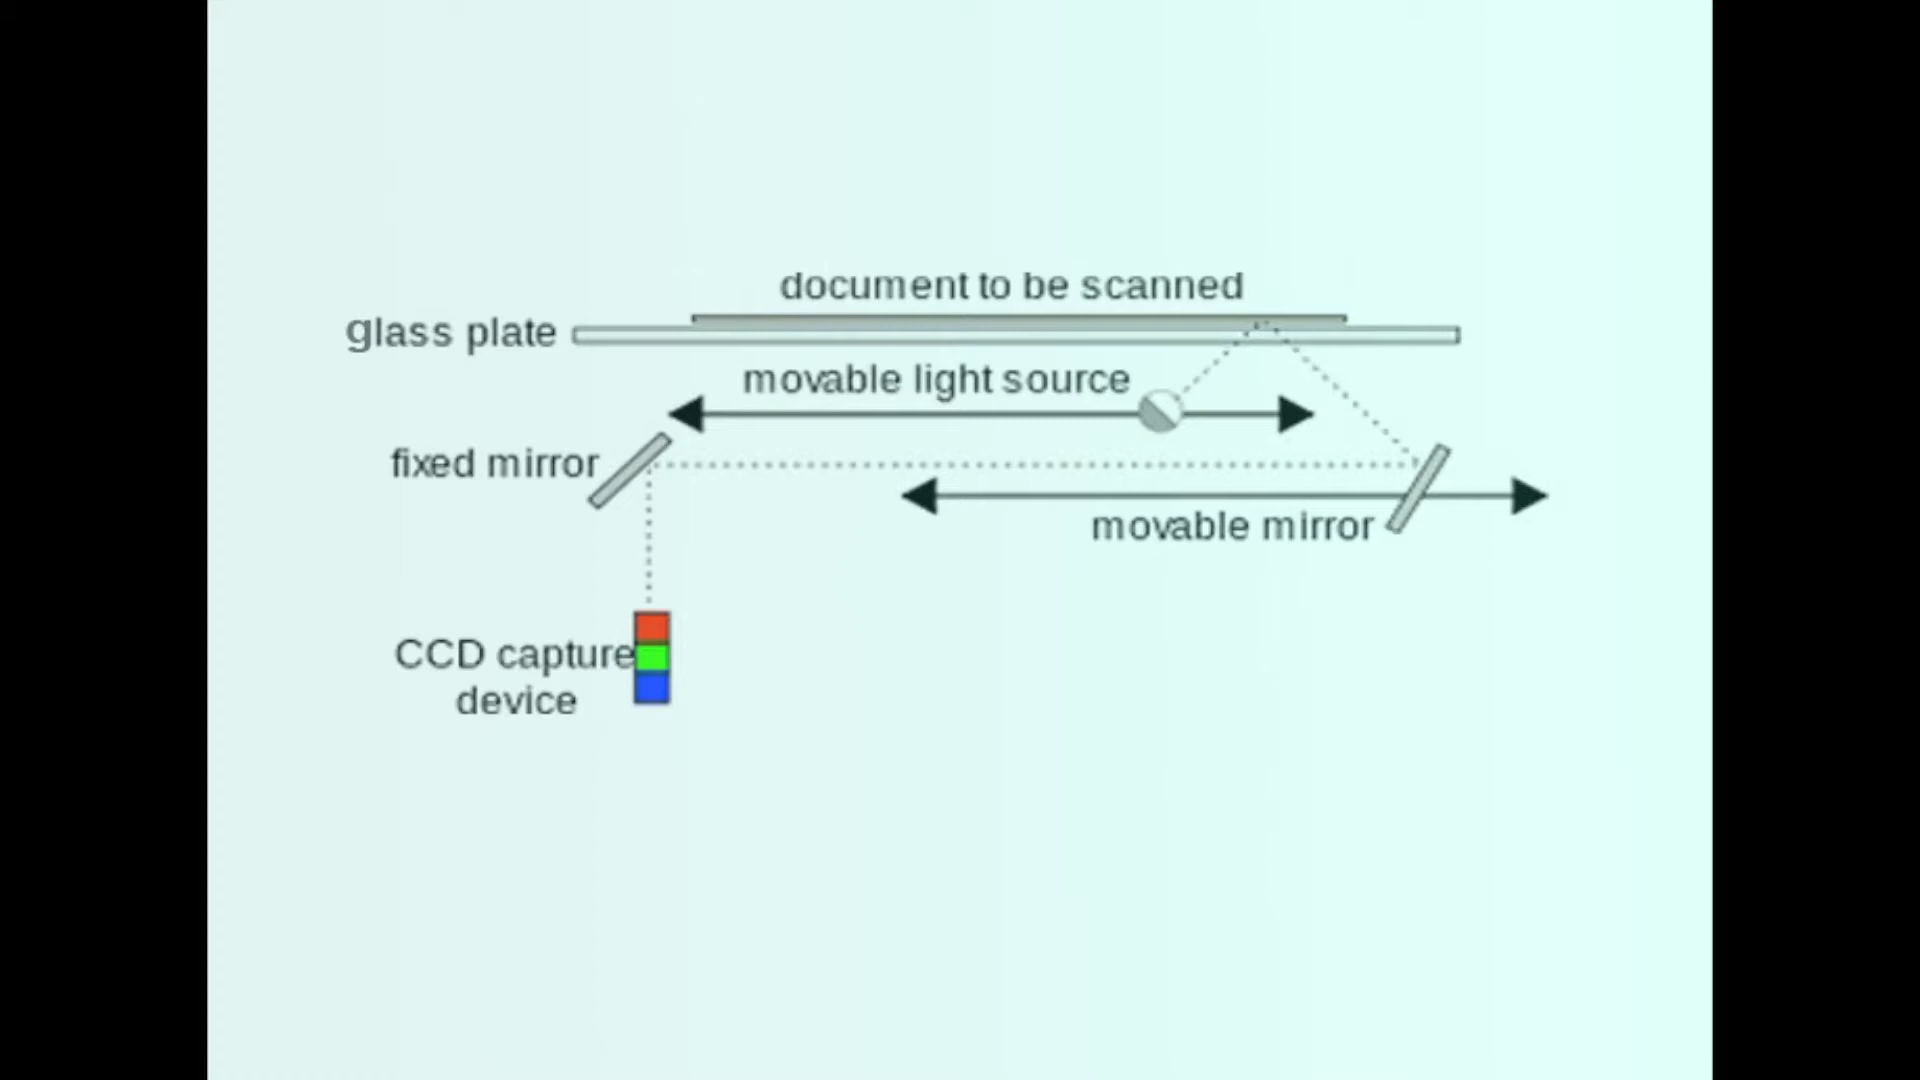 document to be scanned
glass plate
movable light source
fixed mirror
movable mirror
CCD capture
device